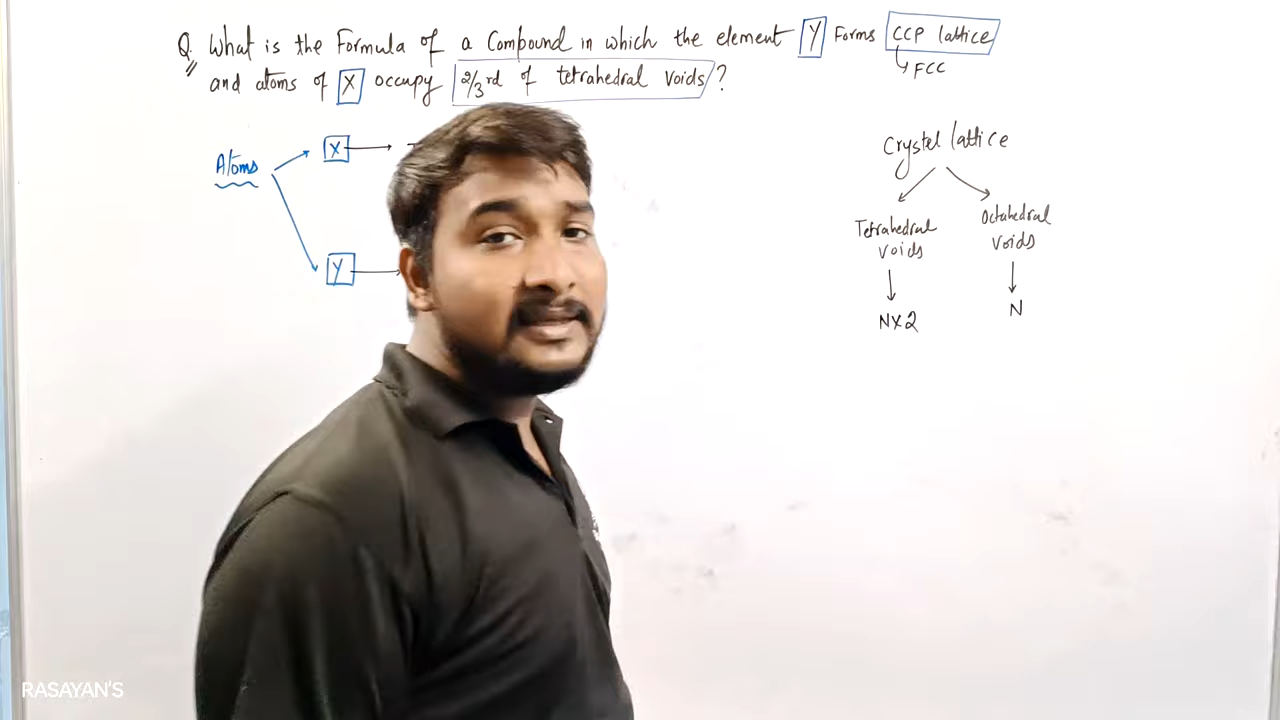 Q. What is the Formula of a Compound in which the element Y Forms CCP lattice
FCC
and atoms of X occupy 2/3rd of tetrahedral voids?
Atoms
X
Y
Crystel lattice
Tetrahedral voids
Octahedral voids
N×2
N
RASAYAN'S